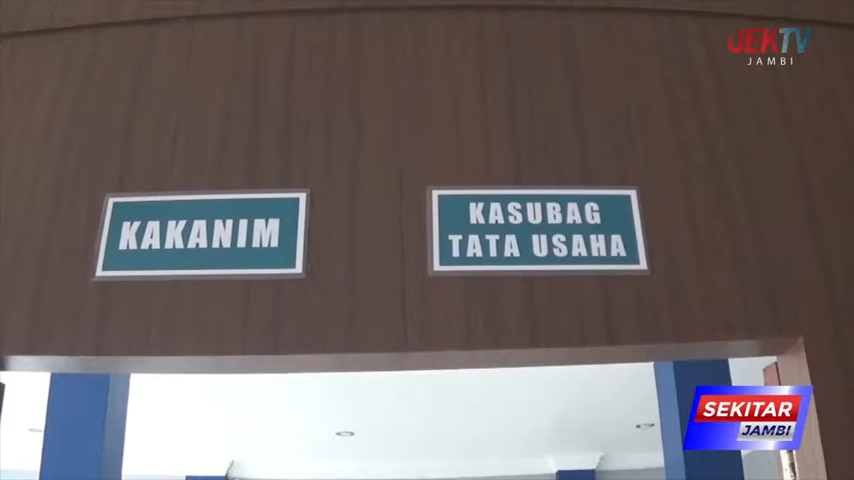 JEKTV
JAMBI
KAKANIM
KASUBAG
TATA USAHA
SEKITAR
JAMBI